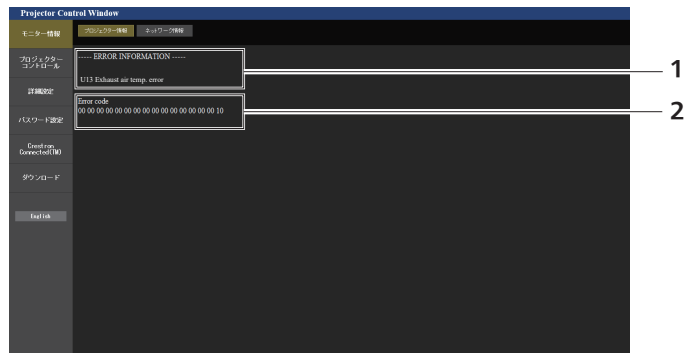 Projector Control Window
モニター情報
プロジェクター情報
ネットワーク情報
プロジェクター
コントロール
詳細設定
パスワード設定
Crestron
Connected(TM)
ダウンロード
English
----- ERROR INFORMATION -----
U13 Exhaust air temp. error
Error code
00 00 00 00 00 00 00 00 00 00 00 00 00 00 00 10
1
2